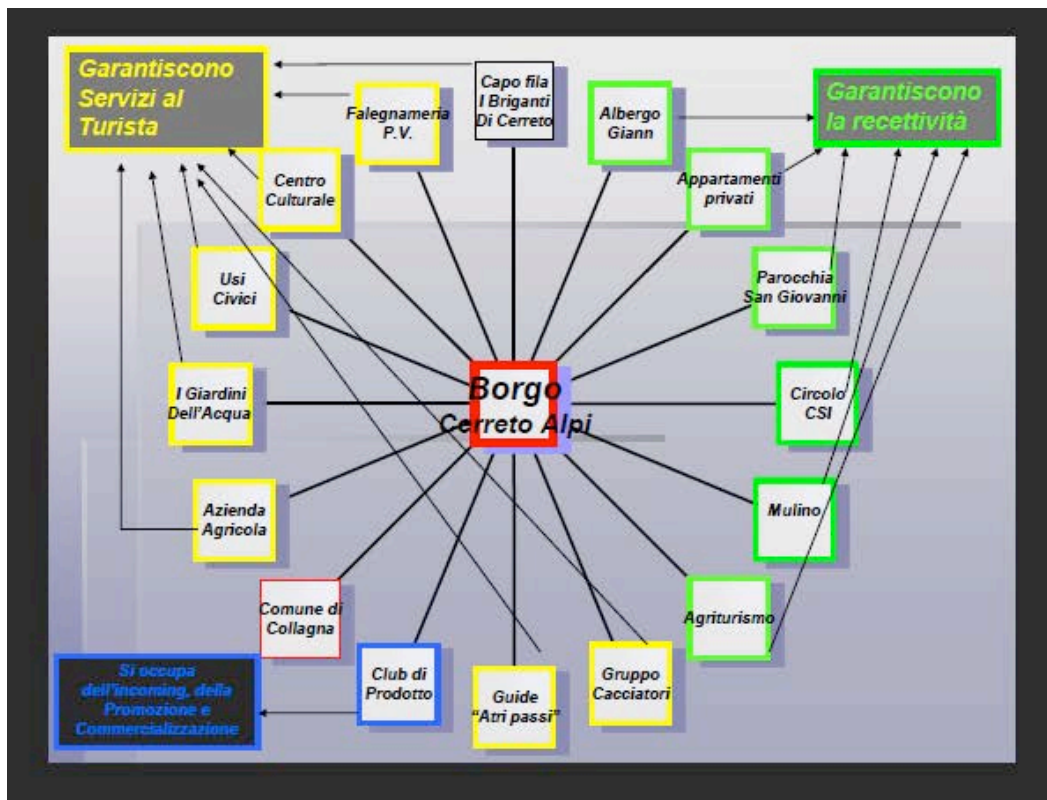 Garantiscono
Servizi al
Turista
Falegnameria
P.V.
Capo fila
I Briganti
Di Cerreto
Albergo
Giann
Garantiscono
la recettività
Centro
Culturale
Appartamenti
privati
Usi
Civici
Parocchia
San Giovanni
I Giardini
Dell'Acqua
Borgo
Cerreto Alpi
Circolo
CSI
Azienda
Agricola
Mulino
Comune di
Collagna
Agriturismo
Si occupa
dell'incoming, della
Promozione e
Commercializzazione
Club di
Prodotto
Guide
“Atri passi”
Gruppo
Cacciatori